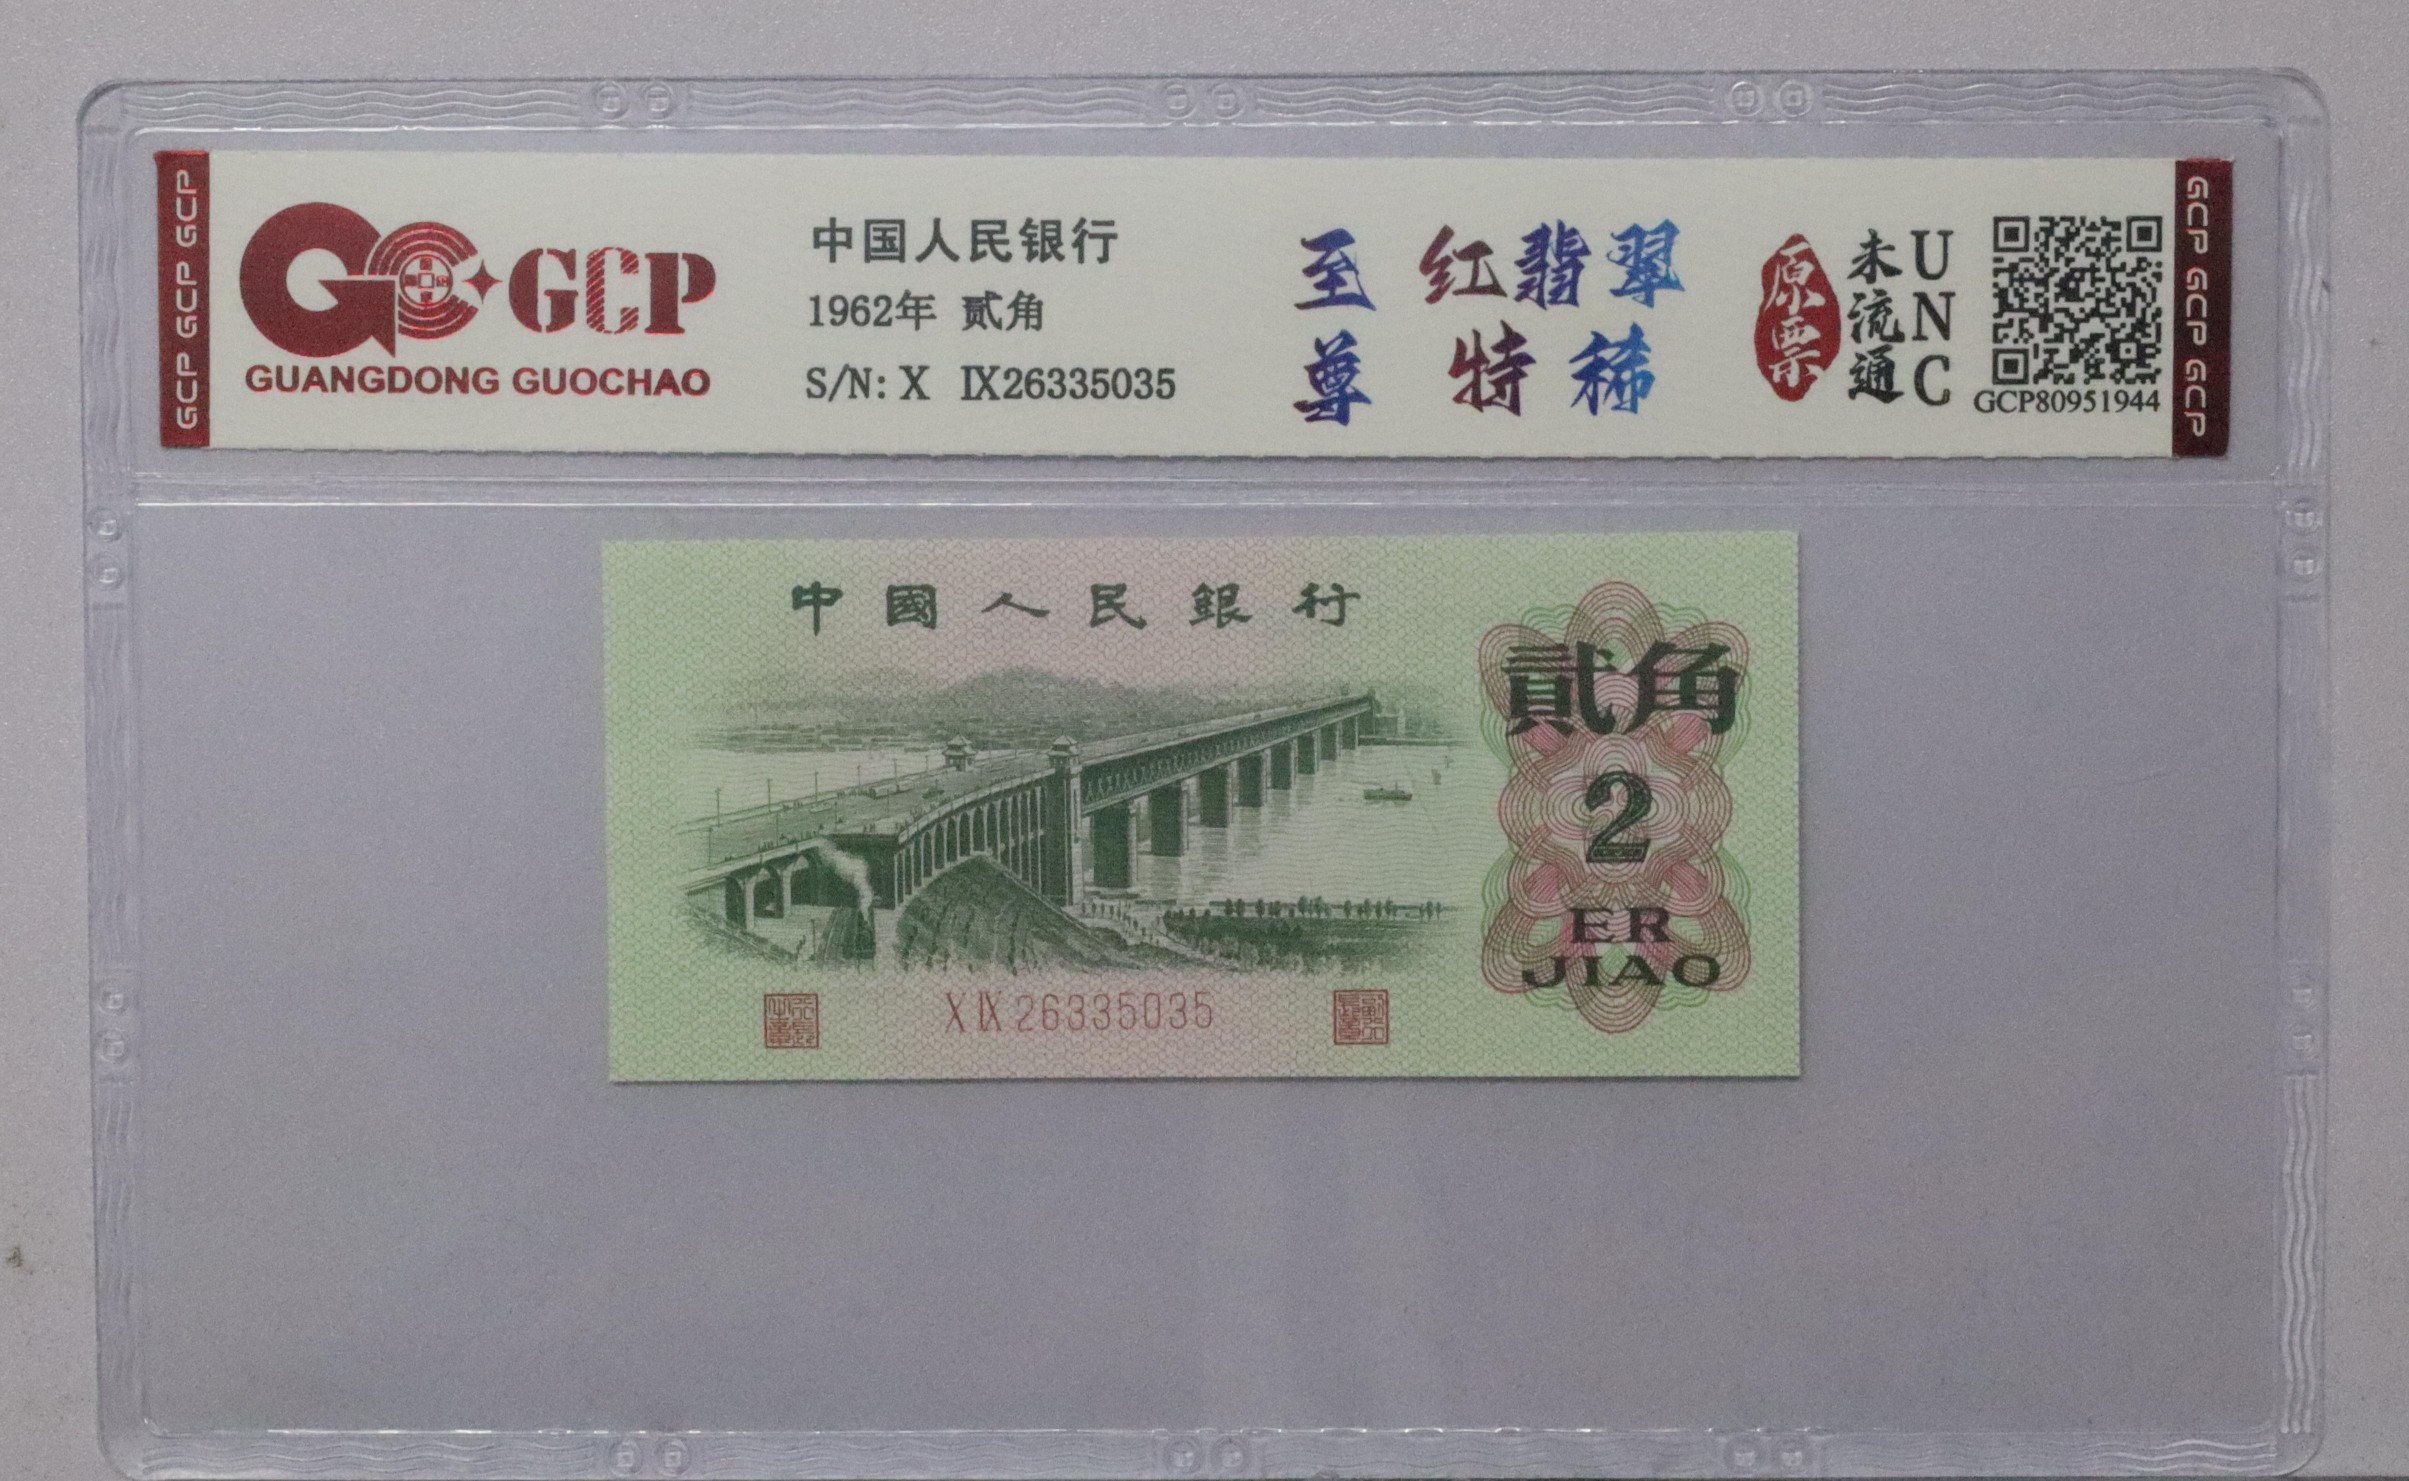 GCP GCP GCP
GCP
GUANGDONG GUOCHAO
中国人民银行
1962年 贰角
S/N: X IX26335035
至尊
红翡翠
特稀
原票
未流通
UNC
GCP80951944
GCP GCP GCP
中國人民銀行
貳角
2
ER
JIAO
X IX 26335035